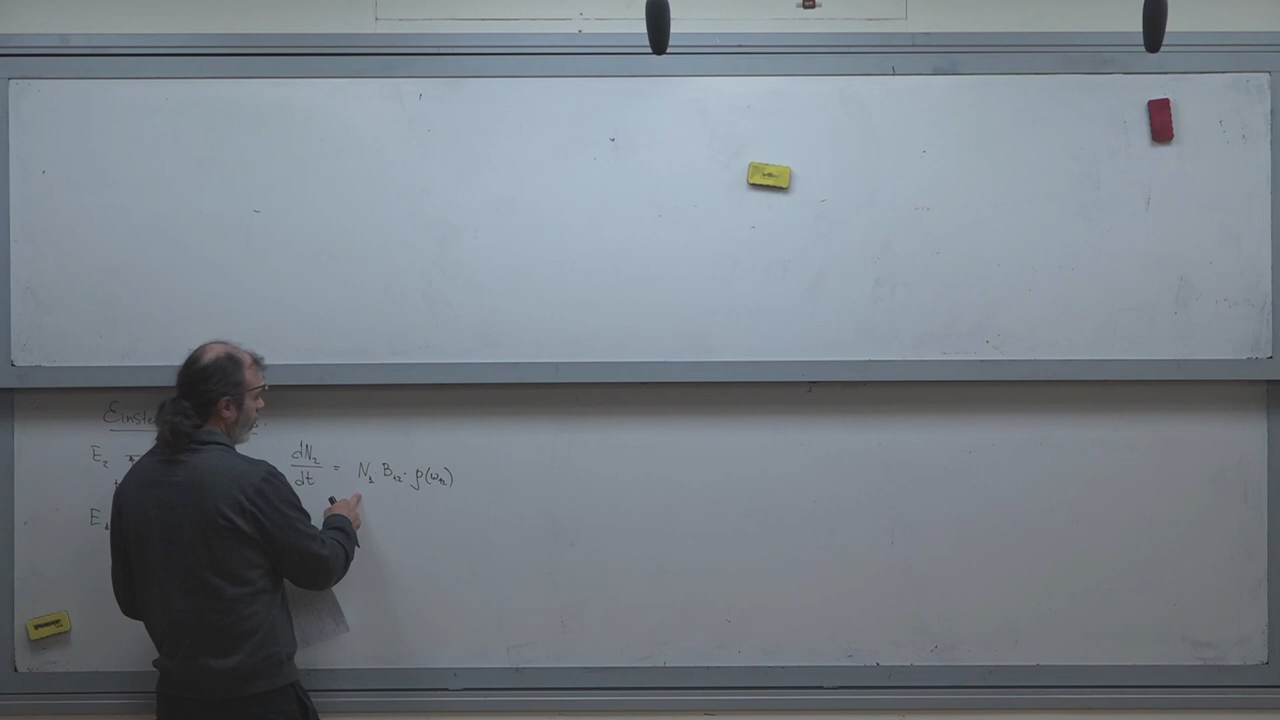 Einste
E₂
dN₂/dt = N₁ B₁₂ · ρ(ω₁₂)
E₁